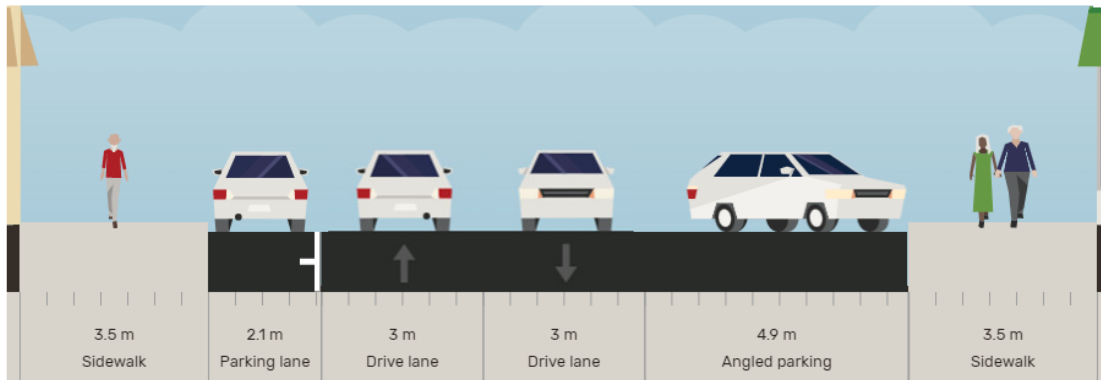 3.5 m
Sidewalk
2.1 m
Parking lane
3 m
Drive lane
3 m
Drive lane
4.9 m
Angled parking
3.5 m
Sidewalk